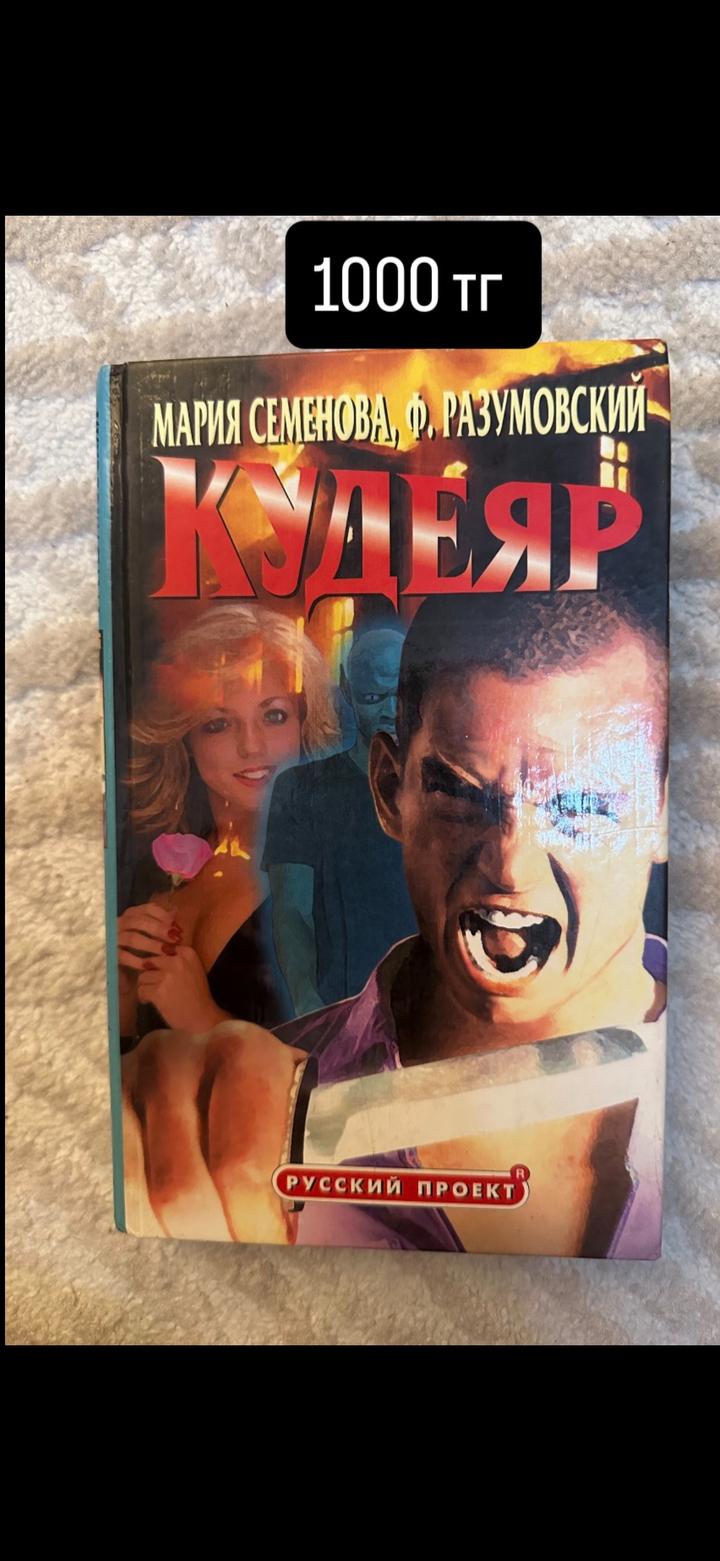 1000 тг
МАРИЯ СЕМЕНОВА, Ф. РАЗУМОВСКИЙ
КУДЕЯР
РУССКИЙ ПРОЕКТ®